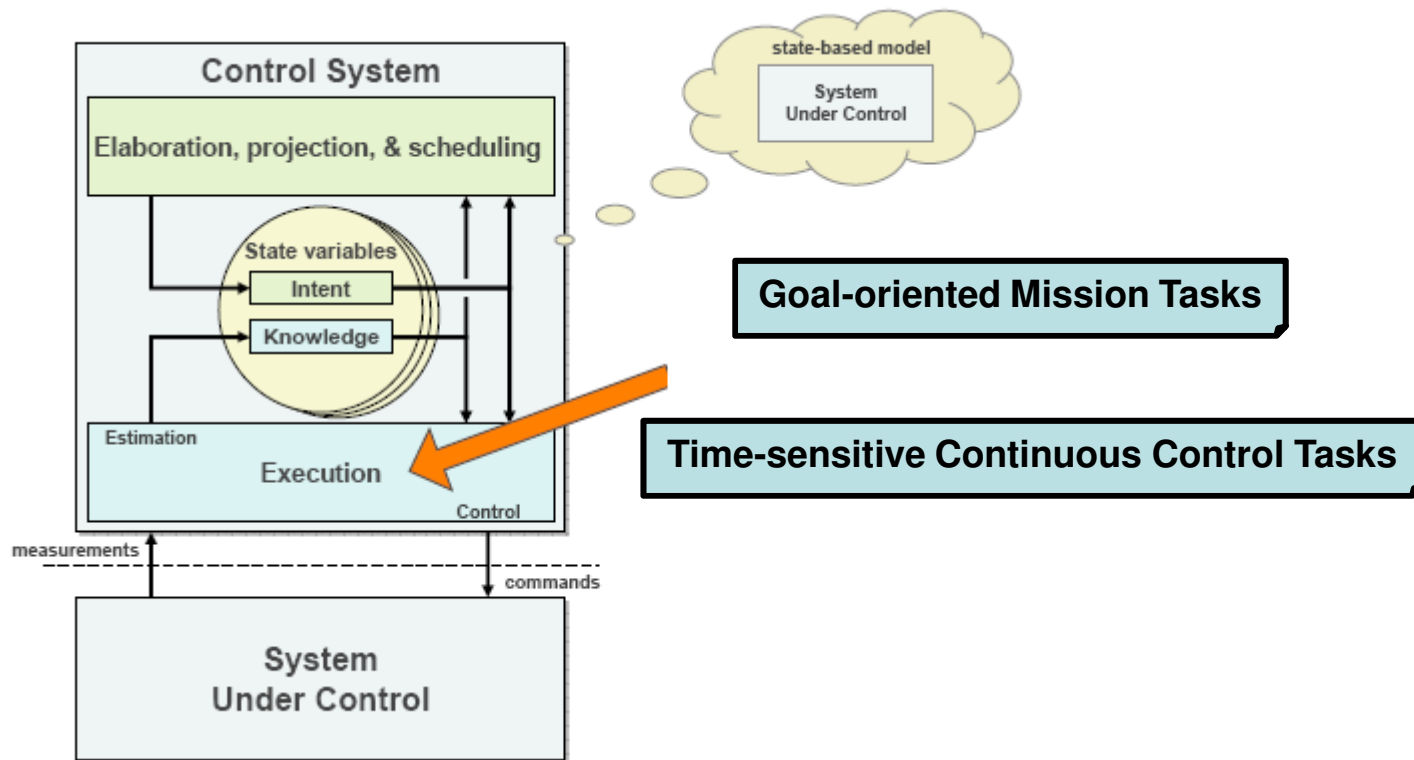 Control System
Elaboration, projection, & scheduling
State variables
Intent
Knowledge
Estimation
Execution
Control
measurements
commands
System
Under Control
state-based model
System
Under Control
Goal-oriented Mission Tasks
Time-sensitive Continuous Control Tasks